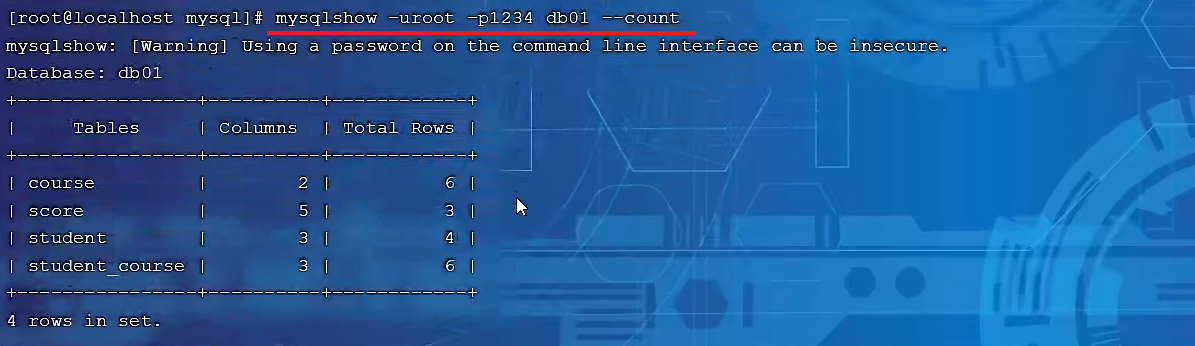 [root@localhost mysql]# mysqlshow -uroot -p1234 db01 --count
mysqlshow: [Warning] Using a password on the command line interface can be insecure.
Database: db01
+----------------+----------+------------+
|     Tables     | Columns  | Total Rows |
+----------------+----------+------------+
| course         |        2 |          6 |
| score          |        5 |          3 |
| student        |        3 |          4 |
| student_course |        3 |          6 |
+----------------+----------+------------+
4 rows in set.